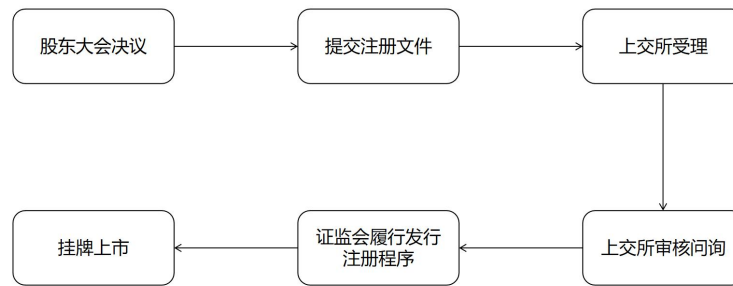 股东大会决议
提交注册文件
上交所受理
上交所审核问询
证监会履行发行
注册程序
挂牌上市